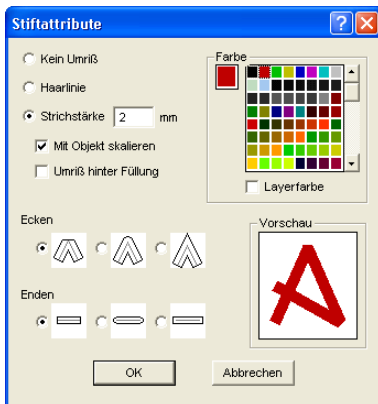 Stiftattribute
Kein Umriß
Haarlinie
Strichstärke 2 mm
Mit Objekt skalieren
Umriß hinter Füllung
Farbe
Layerfarbe
Ecken
Enden
Vorschau
OK
Abbrechen